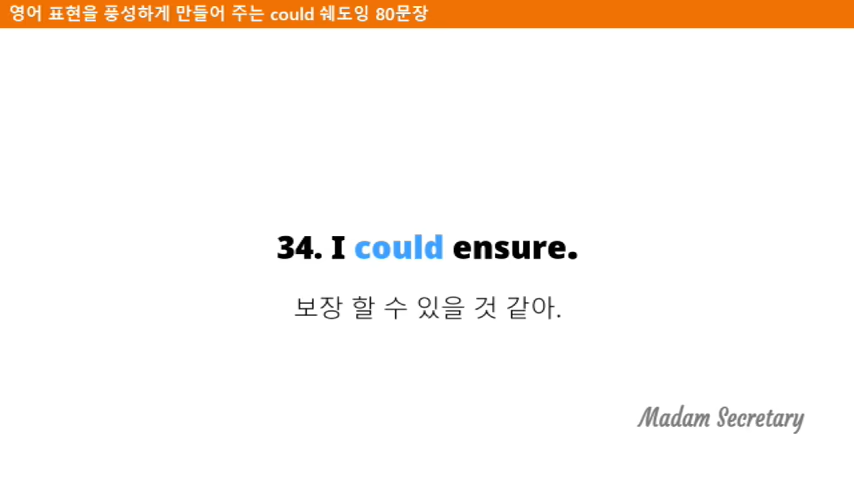 영어 표현을 풍성하게 만들어 주는 could 쉐도잉 80문장
34. I could ensure.
보장 할 수 있을 것 같아.
Madam Secretary